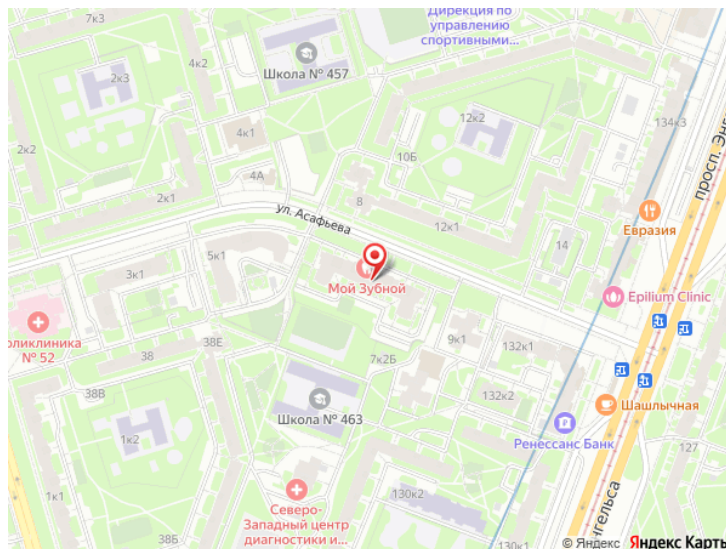 7к3
Дирекция по
управлению
спортивными...
4к2
Школа № 457
2к3
12к2
134к3
просп. Энг
2к2
4к1
10Б
4А
2к1
8
ул. Асафьева
12к1
Евразия
14
5к1
3к1
Мой Зубной
Epilium Clinic
оликлиника
№ 52
38Е
38
9к1
132к1
7к2Б
38В
132к2
Шашлычная
Школа № 463
Ренессанс Банк
1к2
127
1к1
Северо-
Западный центр
диагностики и...
130к2
нгельса
38Б
130к1
© Яндекс Яндекс Карты